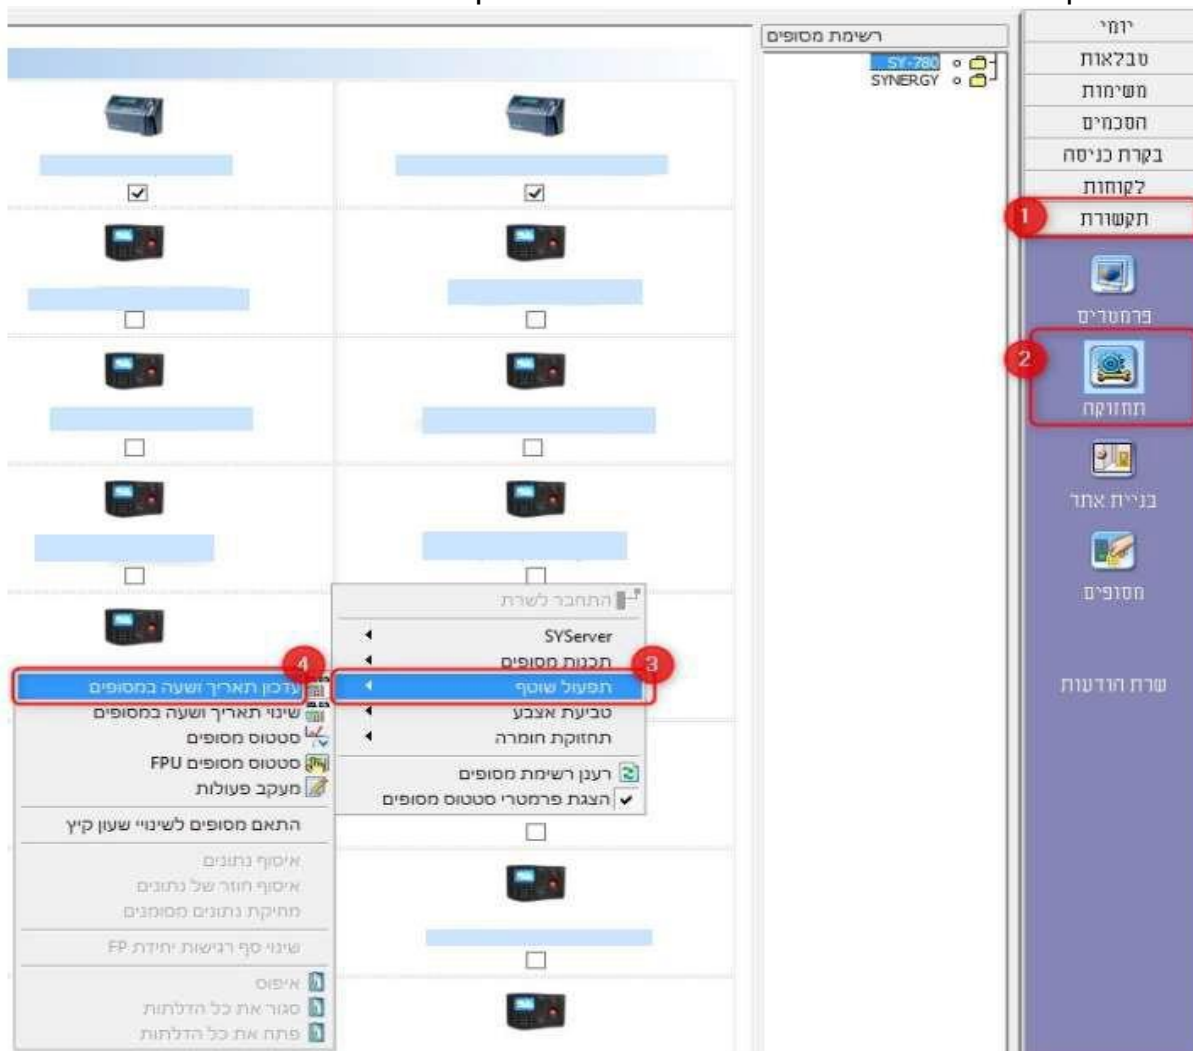 יומי
טבלאות
משימות
הסכמים
בקרת כניסה
לקוחות
1
תקשורת
פרמטרים
2
תחזוקה
בניית אתר
מסופים
שרת הודעות
רשימת מסופים
SY-780
SYNERGY
התחבר לשרת
SYServer
תכנות מסופים
3
תפעול שוטף
טביעת אצבע
תחזוקת חומרה
רענן רשימת מסופים
הצגת פרמטרי סטטוס מסופים
4
עדכון תאריך ושעה במסופים
שינוי תאריך ושעה במסופים
סטטוס מסופים
סטטוס מסופים FPU
מעקב פעולות
התאם מסופים לשינויי שעון קיץ
איסוף נתונים
איסוף חוזר של נתונים
מחיקת נתונים מסומנים
שינוי סף רגישות יחידת FP
איפוס
סגור את כל הדלתות
פתח את כל הדלתות